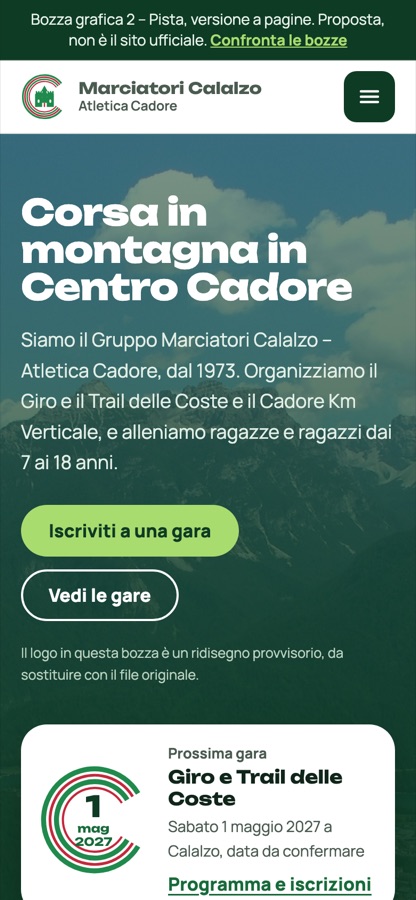 Bozza grafica 2 – Pista, versione a pagine. Proposta,
non è il sito ufficiale. Confronta le bozze
Marciatori Calalzo
Atletica Cadore
Corsa in
montagna in
Centro Cadore
Siamo il Gruppo Marciatori Calalzo –
Atletica Cadore, dal 1973. Organizziamo il
Giro e il Trail delle Coste e il Cadore Km
Verticale, e alleniamo ragazze e ragazzi dai
7 ai 18 anni.
Iscriviti a una gara
Vedi le gare
Il logo in questa bozza è un ridisegno provvisorio, da
sostituire con il file originale.
1
mag
2027
Prossima gara
Giro e Trail delle
Coste
Sabato 1 maggio 2027 a
Calalzo, data da confermare
Programma e iscrizioni